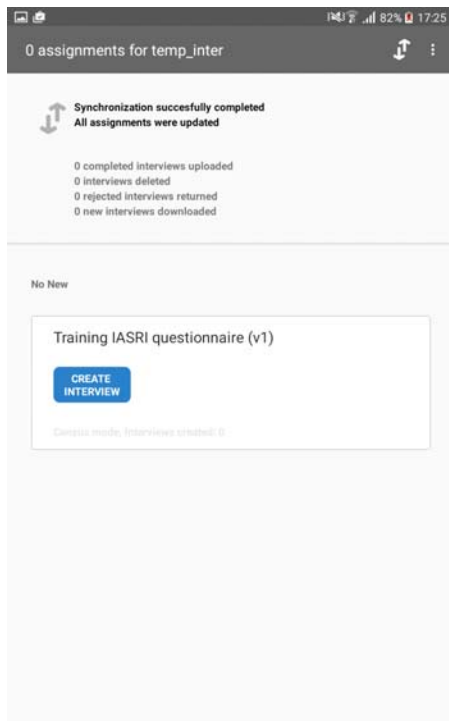 82% 17:25
0 assignments for temp_inter
Synchronization succesfully completed
All assignments were updated
0 completed interviews uploaded
0 interviews deleted
0 rejected interviews returned
0 new interviews downloaded
No New
Training IASRI questionnaire (v1)
CREATE
INTERVIEW
Census mode, Interviews created: 0